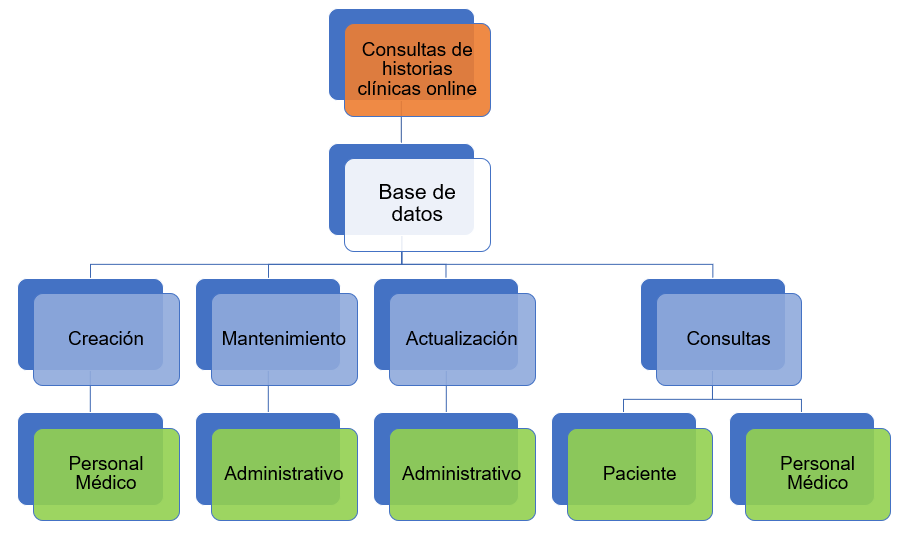 Consultas de
historias
clínicas online
Base de
datos
Creación
Mantenimiento
Actualización
Consultas
Personal
Médico
Administrativo
Administrativo
Paciente
Personal
Médico